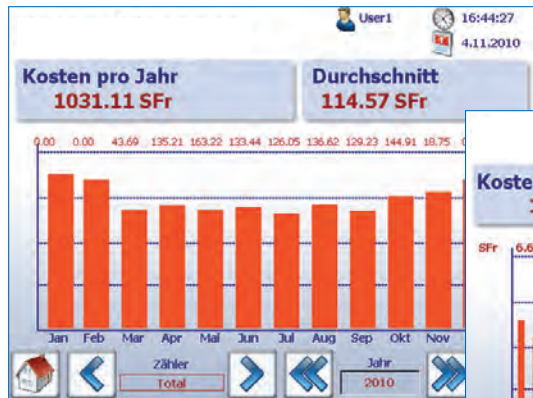 User1
16:44:27
4.11.2010
Kosten pro Jahr
1031.11 SFr
Durchschnitt
114.57 SFr
0.00 0.00 43.69 135.21 163.22 133.44 126.05 136.62 129.23 144.91 18.75
Koste
SFr 6.6
Jan Feb Mar Apr Mai Jun Jul Aug Sep Okt Nov
Zähler
Total
Jahr
2010